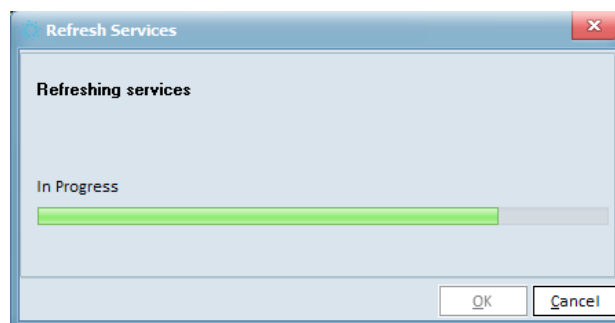 Refresh Services
Refreshing services
In Progress
OK
Cancel